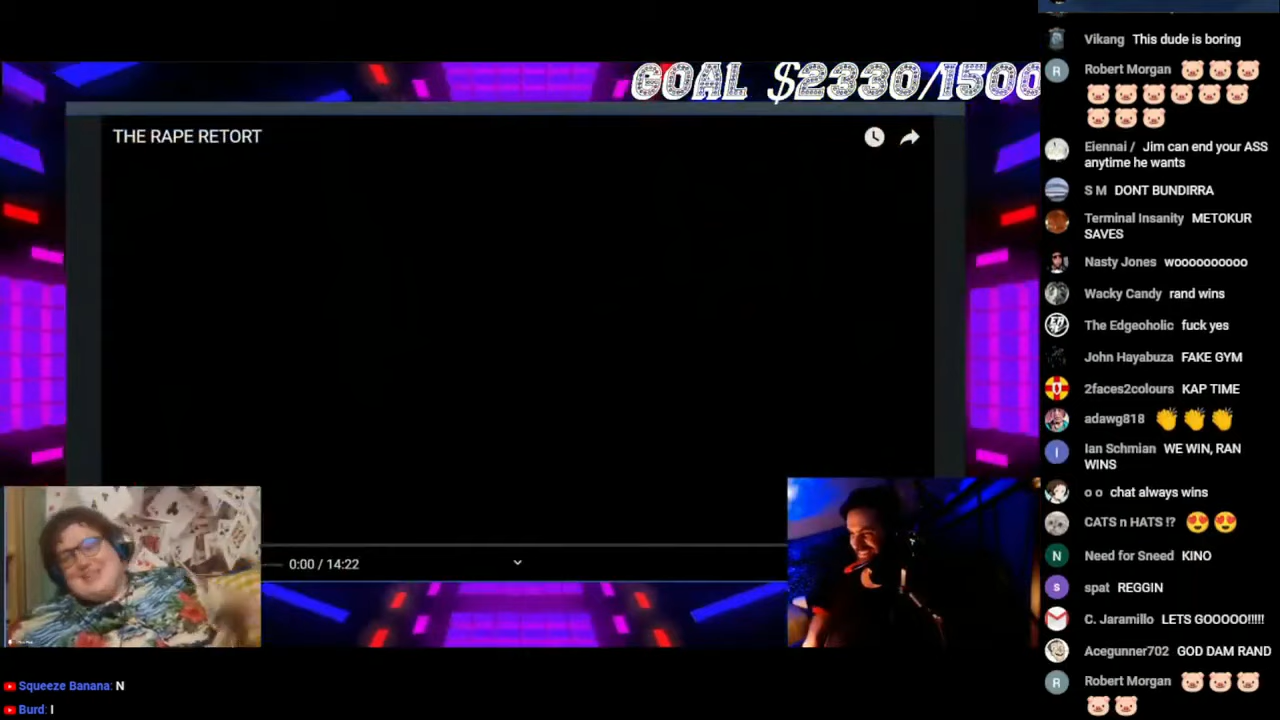 GOAL $2330/1500
THE RAPE RETORT
0:00 / 14:22
Squeeze Banana: N
Burd: I
Vikang This dude is boring
R Robert Morgan
Eiennai / Jim can end your ASS
anytime he wants
S M DONT BUNDIRRA
Terminal Insanity METOKUR
SAVES
Nasty Jones woooooooooo
Wacky Candy rand wins
The Edgeoholic fuck yes
John Hayabuza FAKE GYM
2faces2colours KAP TIME
adawg818
I Ian Schmian WE WIN, RAN
WINS
o o chat always wins
CATS n HATS !?
N Need for Sneed KINO
s spat REGGIN
C. Jaramillo LETS GOOOOO!!!!!
Acegunner702 GOD DAM RAND
R Robert Morgan